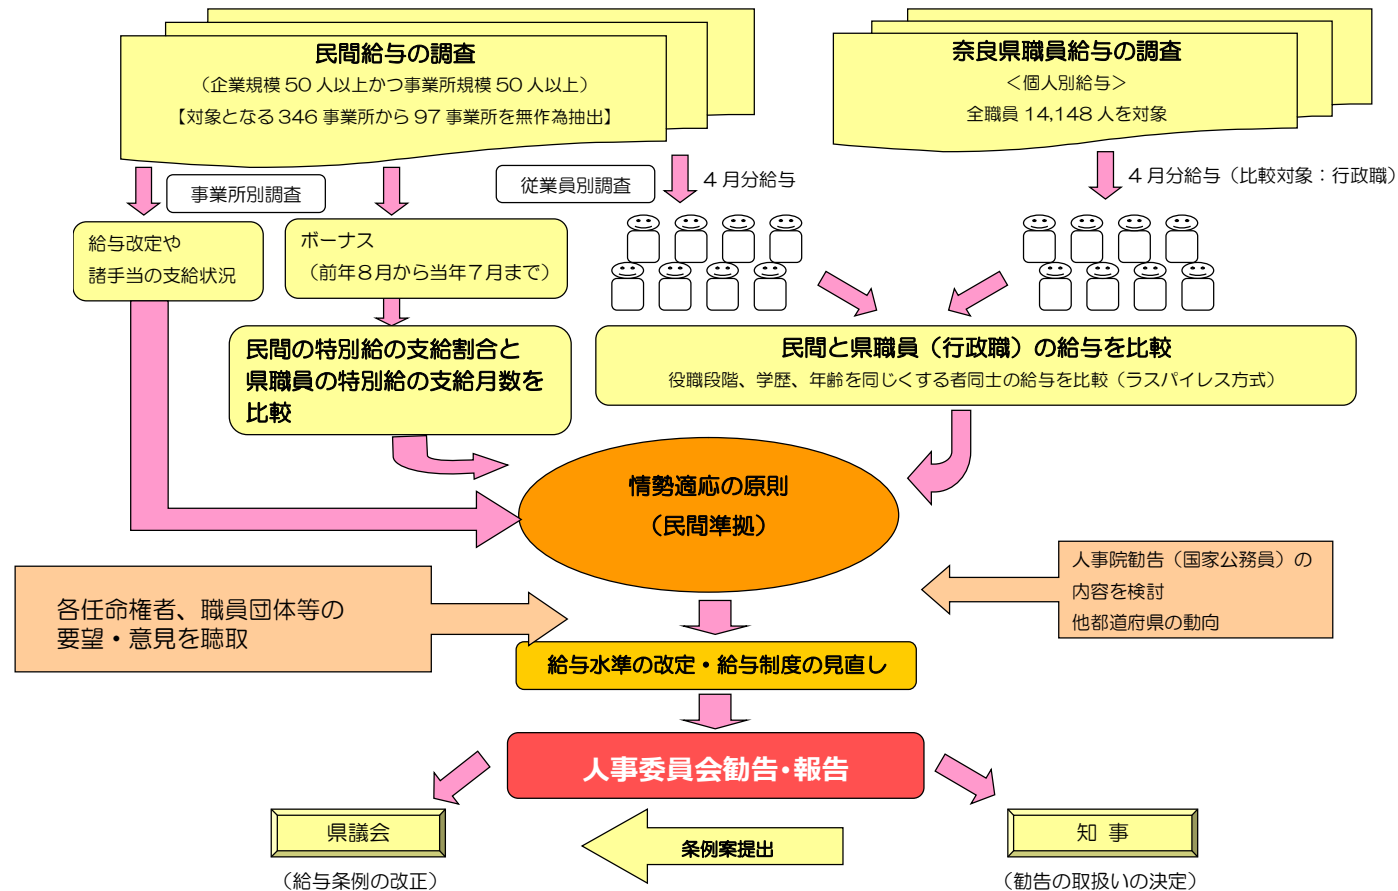 民間給与の調査
（企業規模50人以上かつ事業所規模50人以上）
【対象となる346事業所から97事業所を無作為抽出】
奈良県職員給与の調査
＜個人別給与＞
全職員14,148人を対象
事業所別調査
従業員別調査
4月分給与
4月分給与（比較対象：行政職）
給与改定や
諸手当の支給状況
ボーナス
（前年８月から当年７月まで）
民間の特別給の支給割合と
県職員の特別給の支給月数を
比較
民間と県職員（行政職）の給与を比較
役職段階、学歴、年齢を同じくする者同士の給与を比較（ラスパイレス方式）
情勢適応の原則
（民間準拠）
各任命権者、職員団体等の
要望・意見を聴取
人事院勧告（国家公務員）の
内容を検討
他都道府県の動向
給与水準の改定・給与制度の見直し
人事委員会勧告・報告
県議会
（給与条例の改正）
条例案提出
知 事
（勧告の取扱いの決定）